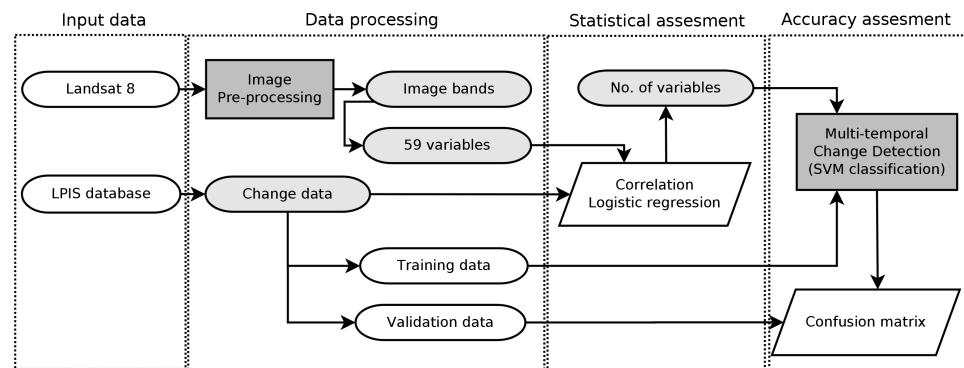 Input data
Data processing
Statistical assesment
Accuracy assesment
Landsat 8
Image
Pre-processing
Image bands
No. of variables
59 variables
Multi-temporal
Change Detection
(SVM classification)
LPIS database
Change data
Correlation
Logistic regression
Training data
Validation data
Confusion matrix